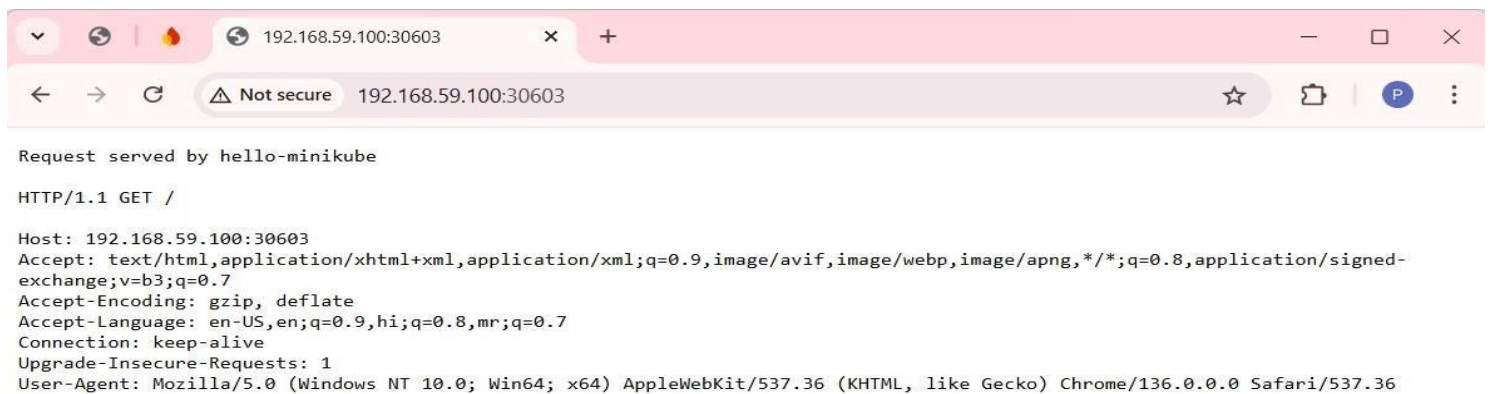 192.168.59.100:30603
Not secure 192.168.59.100:30603
P
Request served by hello-minikube
HTTP/1.1 GET /
Host: 192.168.59.100:30603
Accept: text/html,application/xhtml+xml,application/xml;q=0.9,image/avif,image/webp,image/apng,*/*;q=0.8,application/signed-
exchange;v=b3;q=0.7
Accept-Encoding: gzip, deflate
Accept-Language: en-US,en;q=0.9,hi;q=0.8,mr;q=0.7
Connection: keep-alive
Upgrade-Insecure-Requests: 1
User-Agent: Mozilla/5.0 (Windows NT 10.0; Win64; x64) AppleWebKit/537.36 (KHTML, like Gecko) Chrome/136.0.0.0 Safari/537.36